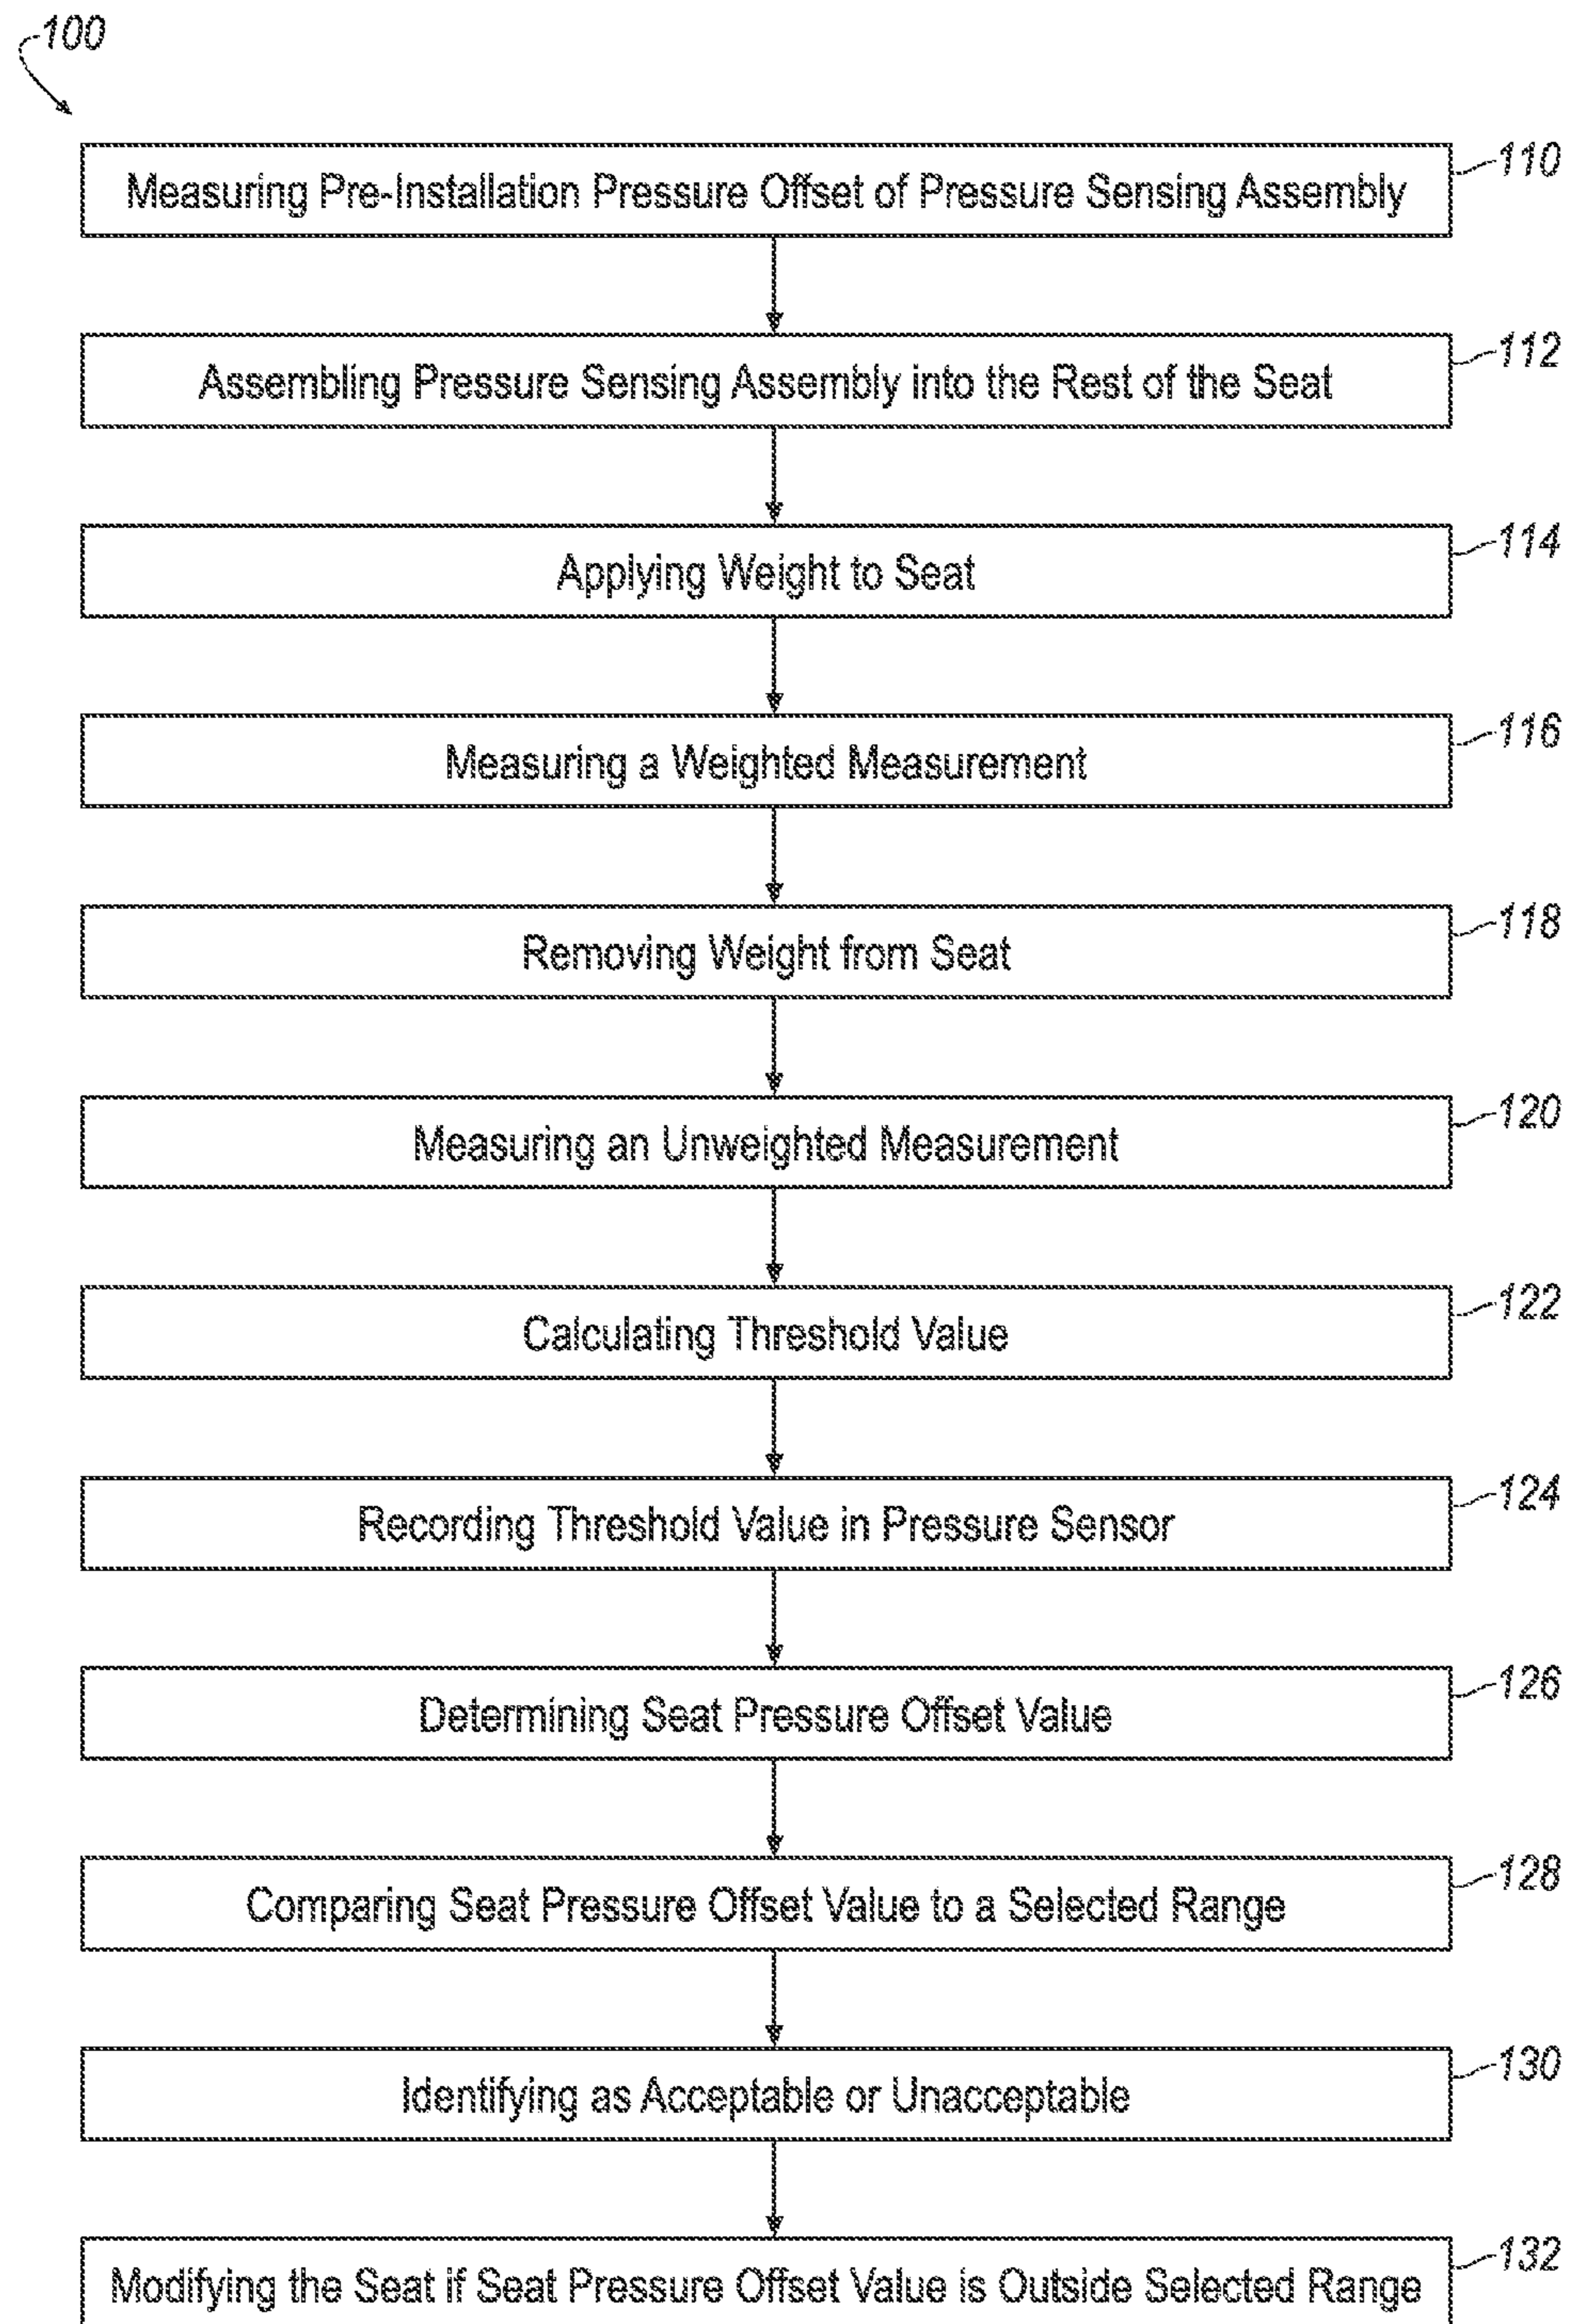 100
Measuring Pre-Installation Pressure Offset of Pressure Sensing Assembly
110
Assembling Pressure Sensing Assembly into the Rest of the Seat
112
Applying Weight to Seat
114
Measuring a Weighted Measurement
116
Removing Weight from Seat
118
Measuring an Unweighted Measurement
120
Calculating Threshold Value
122
Recording Threshold Value in Pressure Sensor
124
Determining Seat Pressure Offset Value
126
Comparing Seat Pressure Offset Value to a Selected Range
128
Identifying as Acceptable or Unacceptable
130
Modifying the Seat if Seat Pressure Offset Value is Outside Selected Range
132